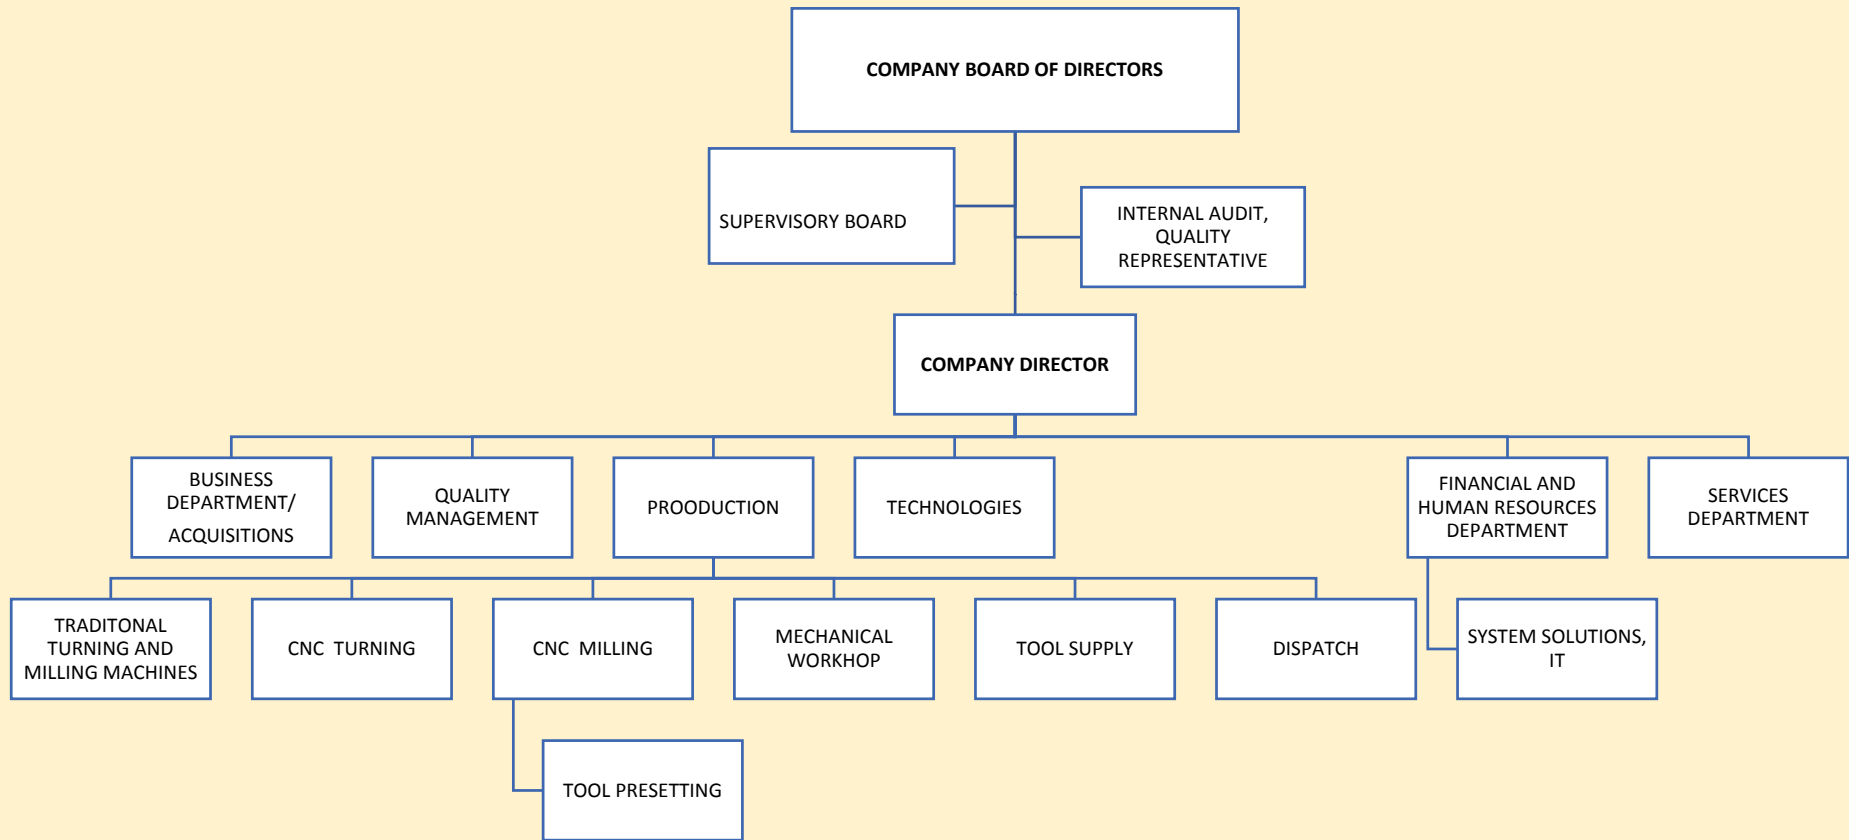 COMPANY BOARD OF DIRECTORS
SUPERVISORY BOARD
INTERNAL AUDIT,
QUALITY
REPRESENTATIVE
COMPANY DIRECTOR
BUSINESS
DEPARTMENT/
ACQUISITIONS
QUALITY
MANAGEMENT
PROODUCTION
TECHNOLOGIES
FINANCIAL AND
HUMAN RESOURCES
DEPARTMENT
SERVICES
DEPARTMENT
TRADITONAL
TURNING AND
MILLING MACHINES
CNC  TURNING
CNC  MILLING
MECHANICAL
WORKHOP
TOOL SUPPLY
DISPATCH
SYSTEM SOLUTIONS,
IT
TOOL PRESETTING